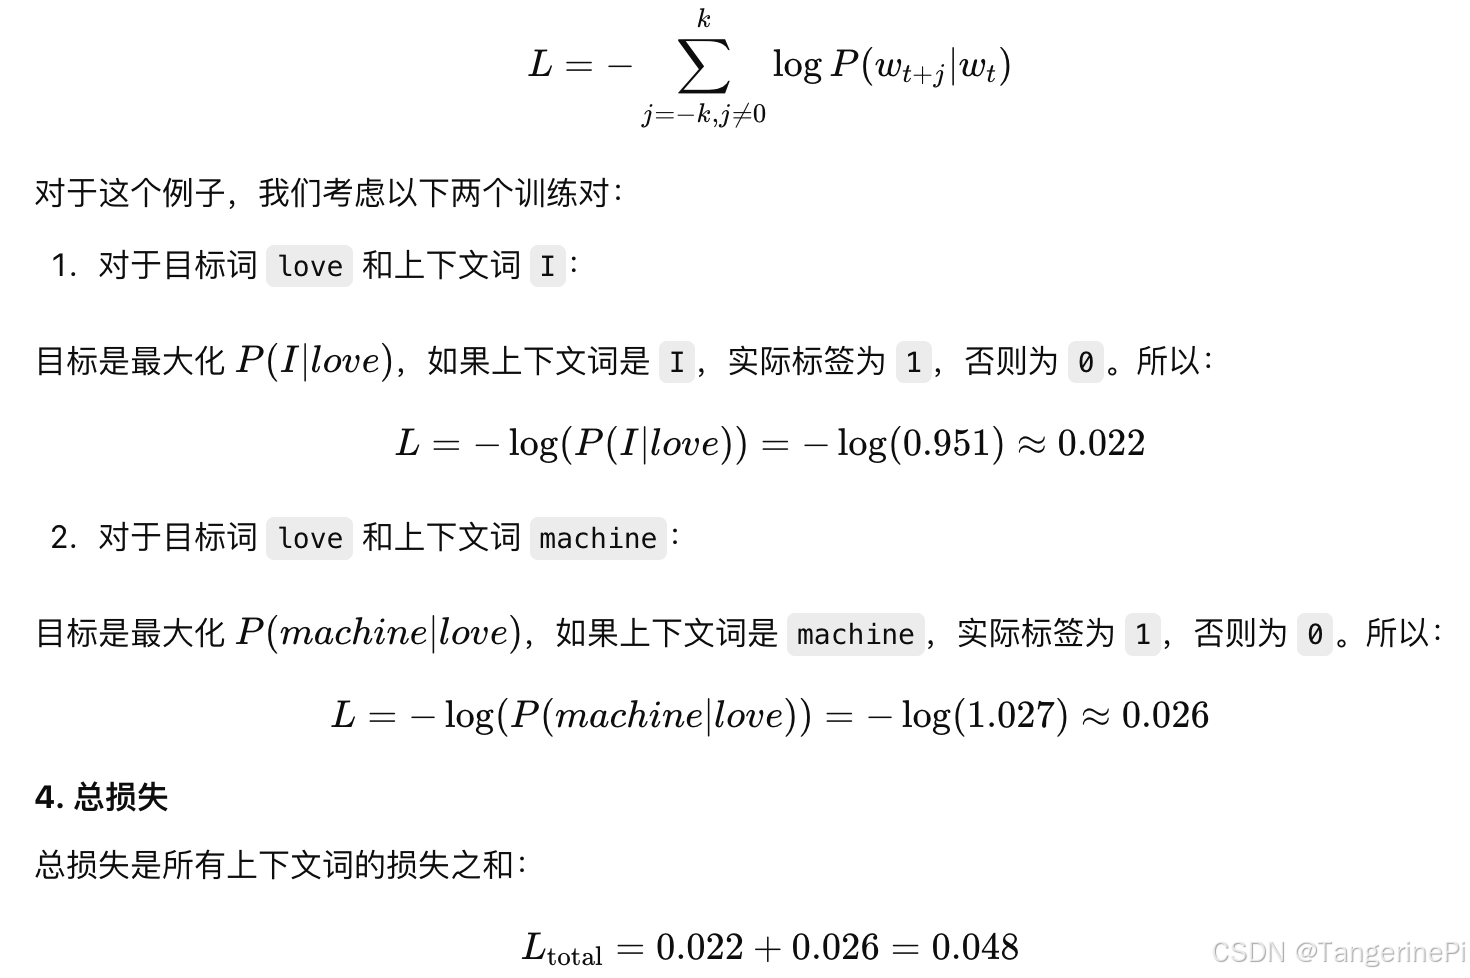 L = − ∑_{j=−k,j≠0}^{k} log P(w_{t+j}|w_t)
对于这个例子，我们考虑以下两个训练对：
1. 对于目标词 love 和上下文词 I ：
目标是最大化 P(I|love)，如果上下文词是 I ，实际标签为 1 ，否则为 0 。所以：
L = − log(P(I|love)) = − log(0.951) ≈ 0.022
2. 对于目标词 love 和上下文词 machine ：
目标是最大化 P(machine|love)，如果上下文词是 machine ，实际标签为 1 ，否则为 0 。所以：
L = − log(P(machine|love)) = − log(1.027) ≈ 0.026
4. 总损失
总损失是所有上下文词的损失之和：
L_{total} = 0.022 + 0.026 = 0.048
CSDN @TangerinePi